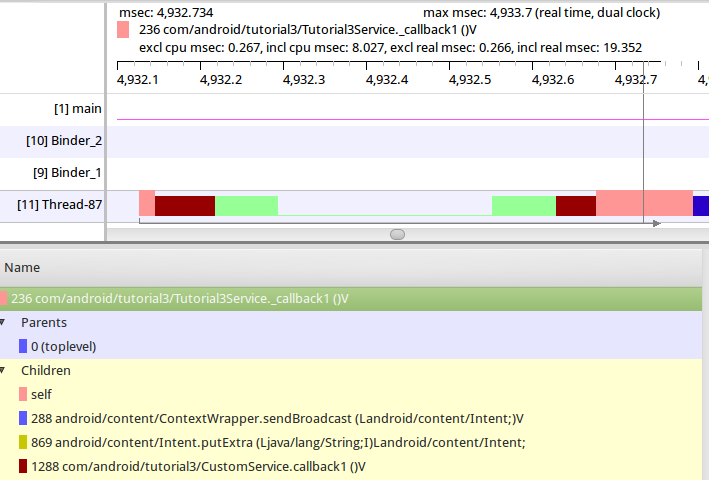 msec: 4,932.734 max msec: 4,933.7 (real time, dual clock)
236 com/android/tutorial3/Tutorial3Service._callback1 ()V
excl cpu msec: 0.267, incl cpu msec: 8.027, excl real msec: 0.266, incl real msec: 19.352
4,932.1 4,932.2 4,932.3 4,932.4 4,932.5 4,932.6 4,932.7 4,
[1] main
[10] Binder_2
[9] Binder_1
[11] Thread-87
Name
236 com/android/tutorial3/Tutorial3Service._callback1 ()V
Parents
0 (toplevel)
Children
self
288 android/content/ContextWrapper.sendBroadcast (Landroid/content/Intent;)V
869 android/content/Intent.putExtra (Ljava/lang/String;I)Landroid/content/Intent;
1288 com/android/tutorial3/CustomService.callback1 ()V